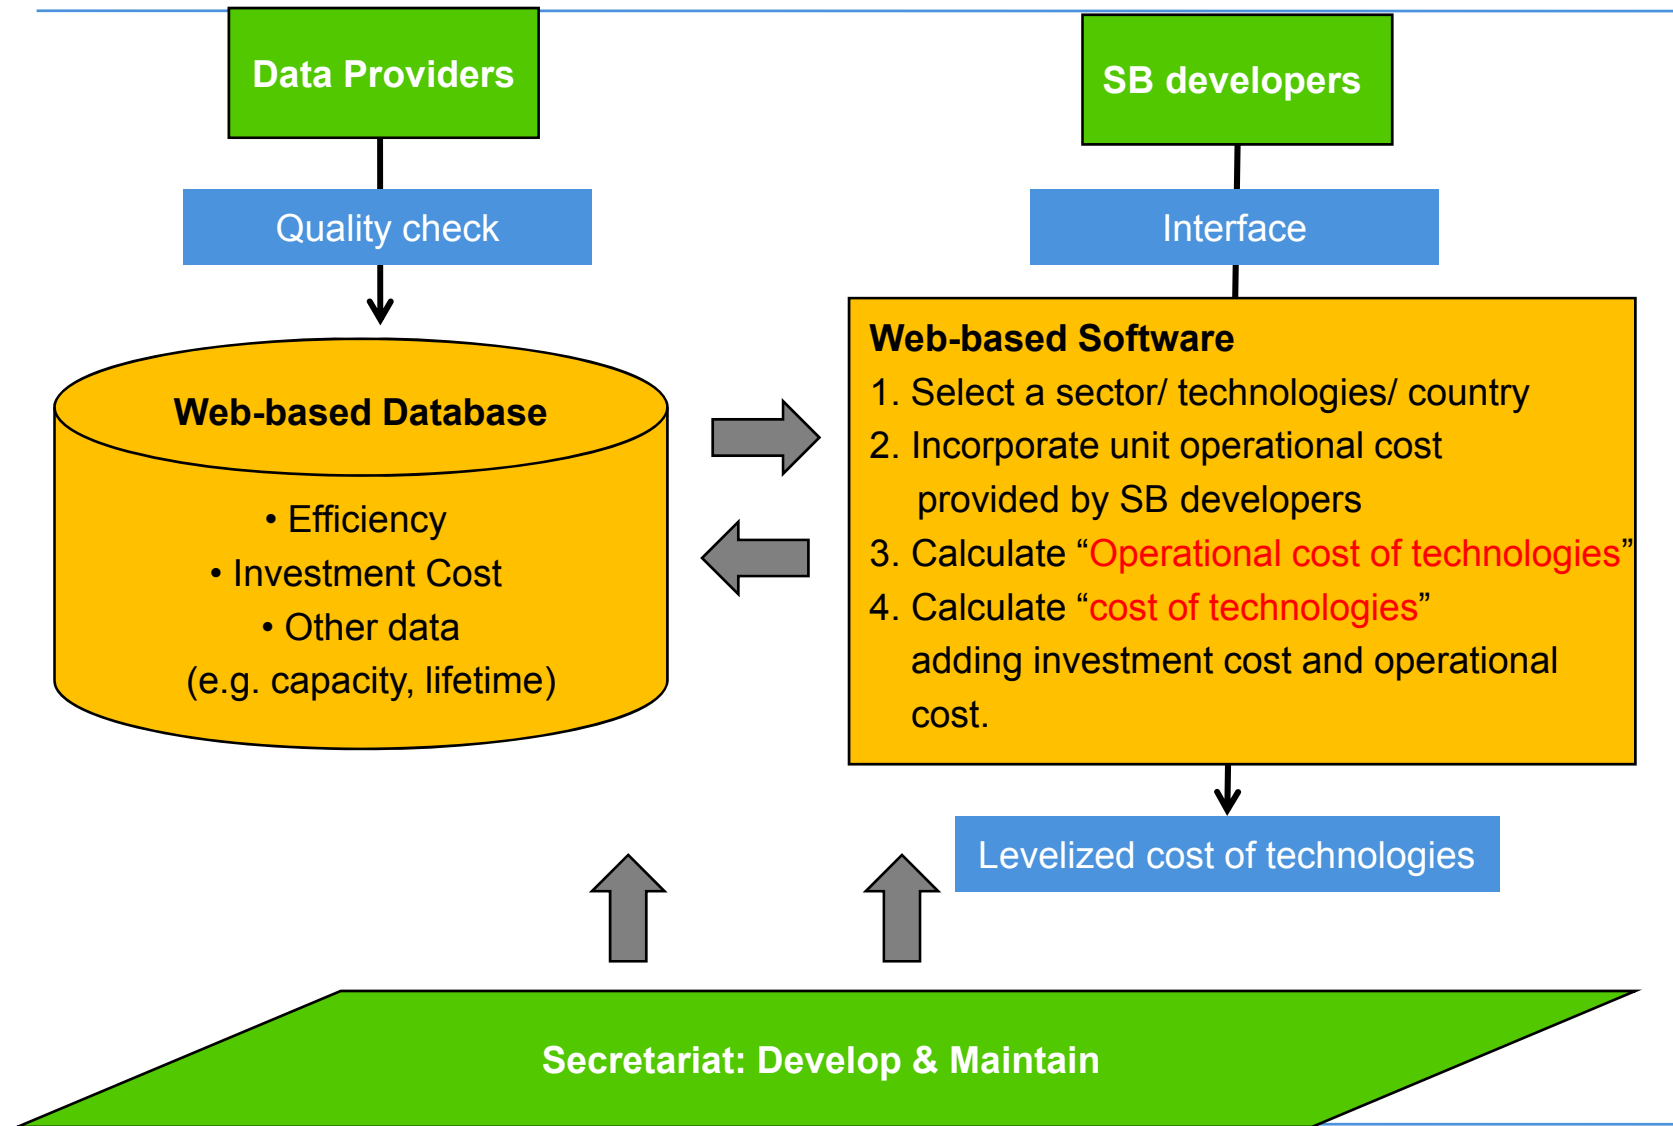 Data Providers
SB developers
Quality check
Interface
Web-based Database
• Efficiency
• Investment Cost
• Other data
(e.g. capacity, lifetime)
Web-based Software
1. Select a sector/ technologies/ country
2. Incorporate unit operational cost
provided by SB developers
3. Calculate “Operational cost of technologies”
4. Calculate “cost of technologies”
adding investment cost and operational
cost.
Levelized cost of technologies
Secretariat: Develop & Maintain